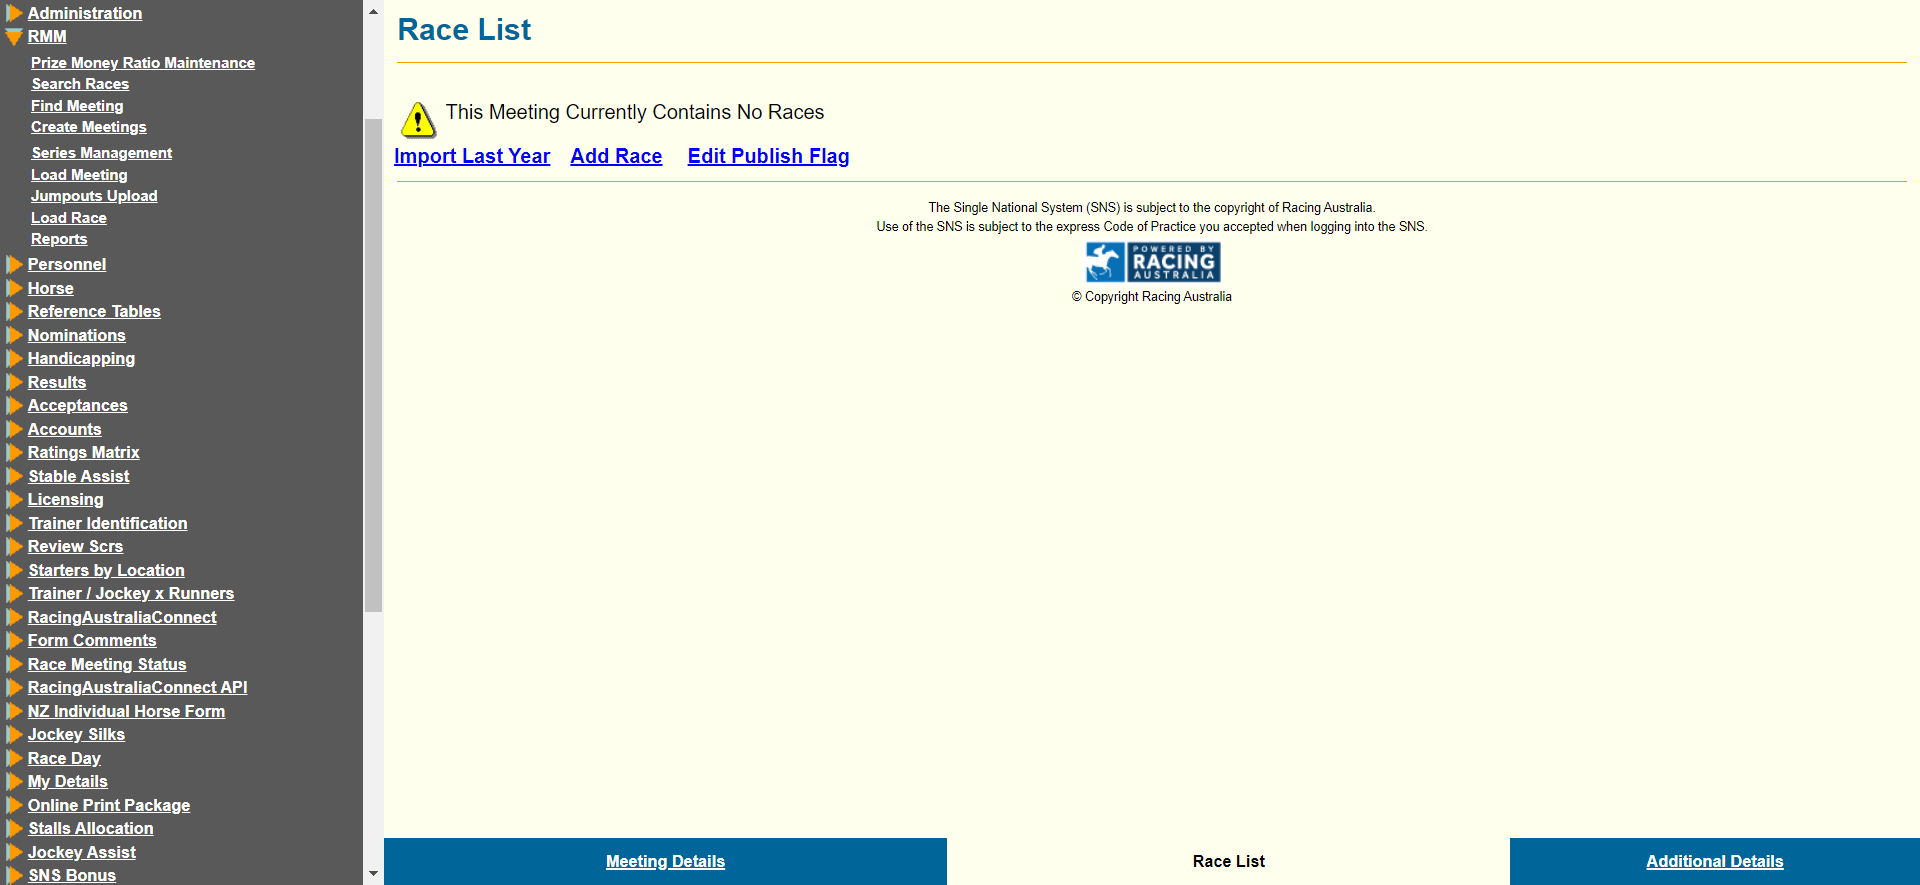 Administration
RMM
Prize Money Ratio Maintenance
Search Races
Find Meeting
Create Meetings
Series Management
Load Meeting
Jumpouts Upload
Load Race
Reports
Personnel
Horse
Reference Tables
Nominations
Handicapping
Results
Acceptances
Accounts
Ratings Matrix
Stable Assist
Licensing
Trainer Identification
Review Scrs
Starters by Location
Trainer / Jockey x Runners
RacingAustraliaConnect
Form Comments
Race Meeting Status
RacingAustraliaConnect API
NZ Individual Horse Form
Jockey Silks
Race Day
My Details
Online Print Package
Stalls Allocation
Jockey Assist
SNS Bonus
Race List
This Meeting Currently Contains No Races
Import Last Year Add Race Edit Publish Flag
The Single National System (SNS) is subject to the copyright of Racing Australia.
Use of the SNS is subject to the express Code of Practice you accepted when logging into the SNS.
POWERED BY
RACING
AUSTRALIA
© Copyright Racing Australia
Meeting Details Race List Additional Details